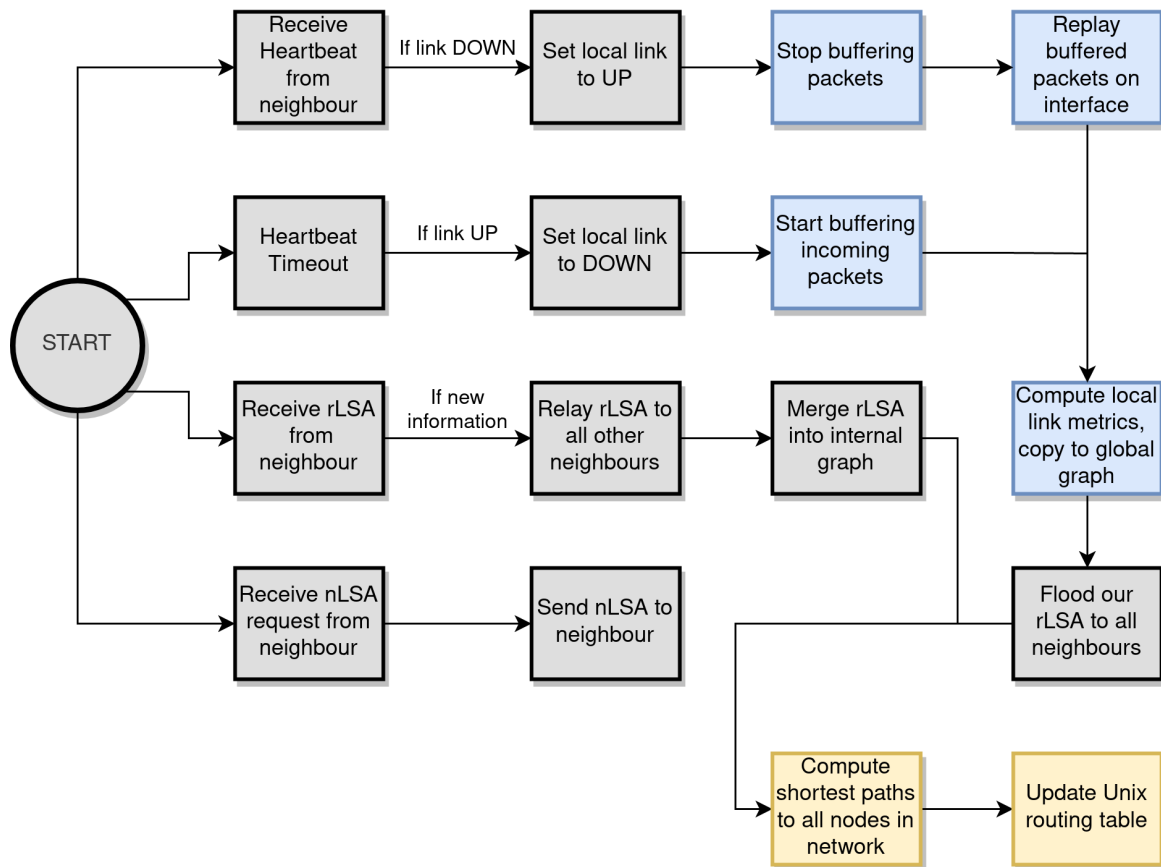 Receive
Heartbeat
from
neighbour
If link DOWN
Set local link
to UP
Stop buffering
packets
Replay
buffered
packets on
interface
Heartbeat
Timeout
If link UP
Set local link
to DOWN
Start buffering
incoming
packets
START
Receive rLSA
from
neighbour
If new
information
Relay rLSA to
all other
neighbours
Merge rLSA
into internal
graph
Compute local
link metrics,
copy to global
graph
Receive nLSA
request from
neighbour
Send nLSA to
neighbour
Flood our
rLSA to all
neighbours
Compute
shortest paths
to all nodes in
network
Update Unix
routing table